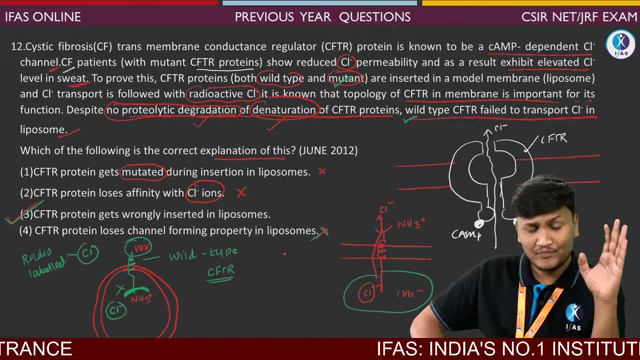 IFAS ONLINE PREVIOUS YEAR QUESTIONS CSIR NET/JRF EXAM
12.Cystic fibrosis(CF) trans membrane conductance regulator (CFTR) protein is known to be a cAMP-dependent Cl⁻
channel.CF patients (with mutant CFTR proteins) show reduced Cl⁻ permeability and as a result exhibit elevated Cl⁻
level in sweat. To prove this, CFTR proteins (both wild type and mutant) are inserted in a model membrane (liposome)
and Cl⁻ transport is followed with radioactive Cl⁻.It is known that topology of CFTR in membrane is important for its
function. Despite no proteolytic degradation of denaturation of CFTR proteins, wild type CFTR failed to transport Cl⁻ in
liposome.
Which of the following is the correct explanation of this? (JUNE 2012)
(1)CFTR protein gets mutated during insertion in liposomes.
(2)CFTR protein loses affinity with Cl⁻ ions.
(3)CFTR protein gets wrongly inserted in liposomes.
(4) CFTR protein loses channel forming property in liposomes.
Radio labelled Cl⁻
COO⁻
Wild-type
CFTR
NH3⁺
Cl⁻
Cl⁻
NH3⁺
Cl⁻
COO⁻
Cl⁻
CFTR
CAMP
IFAS
TRANCE IFAS: INDIA'S NO.1 INSTITUT